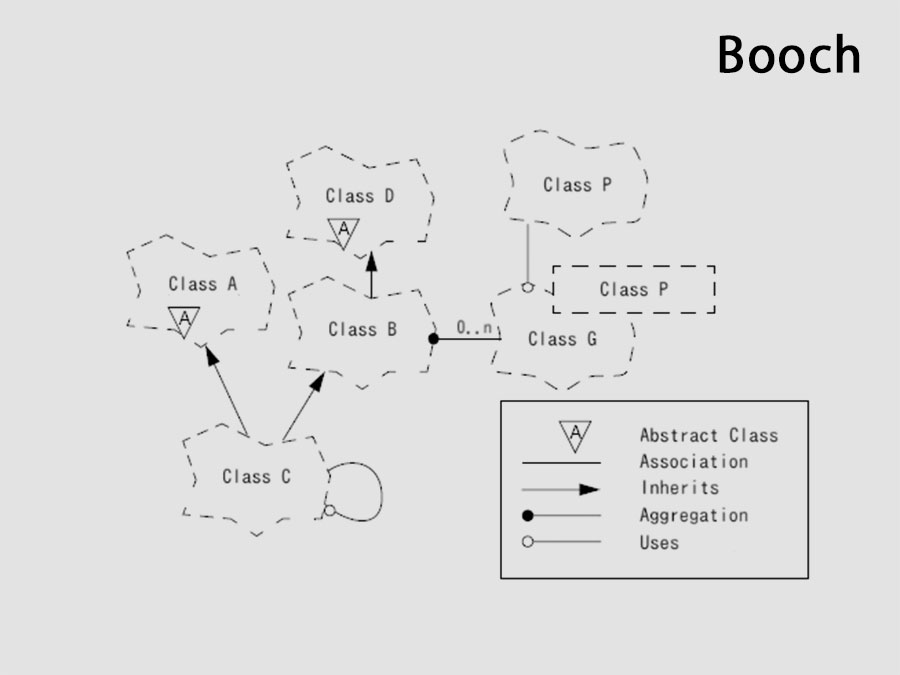 Booch
Class D
A
Class P
Class A
A
Class B
0..n
Class P
Class G
Class C
A
Abstract Class
Association
Inherits
Aggregation
Uses